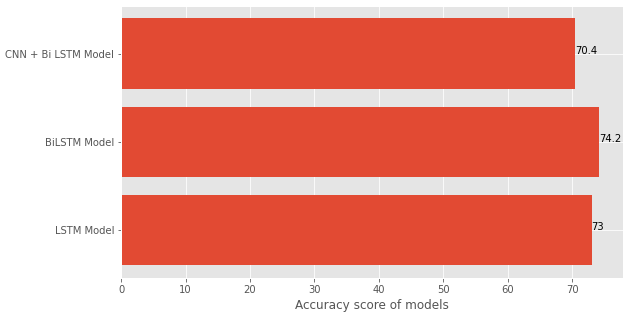 CNN + Bi LSTM Model
70.4
BiLSTM Model
74.2
LSTM Model
73
0 10 20 30 40 50 60 70
Accuracy score of models